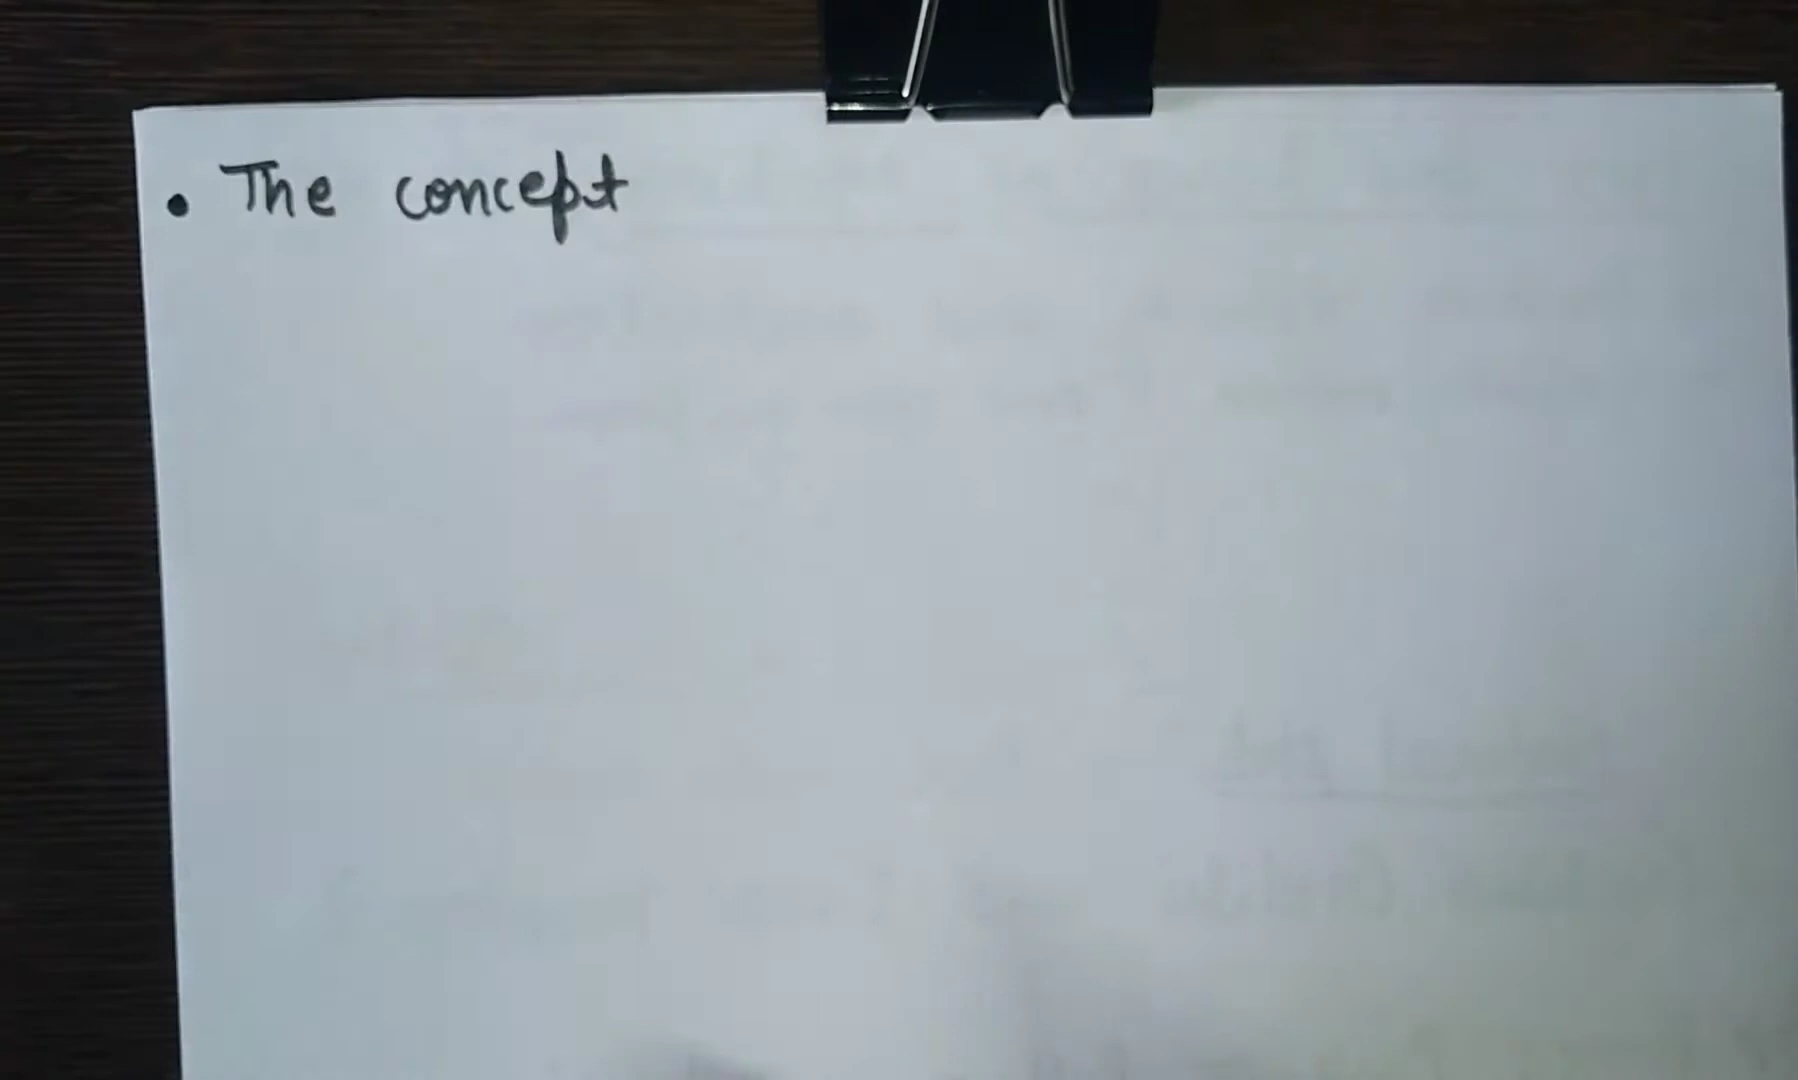 • The concept